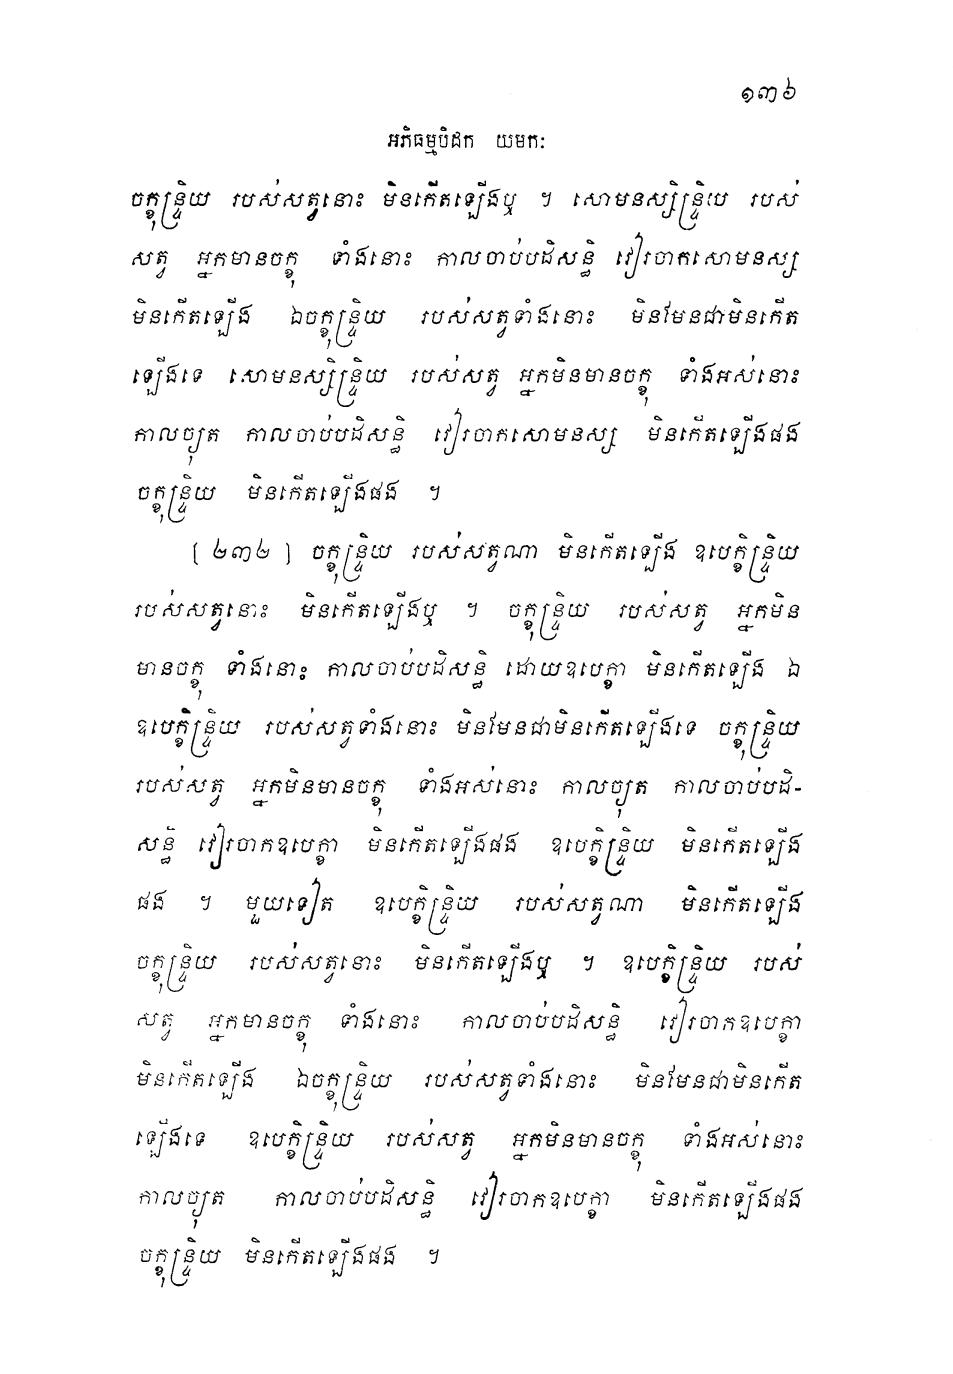 ១៣៦
អភិធម្មបិដក យមកៈ
ចក្ខុន្ទ្រិយ របស់សត្វនោះ មិនកើតឡើងឬ ។ សោមនស្សិន្ទ្រិយ របស់
សត្វ អ្នកមានចក្ខុ ទាំងនោះ កាលចាប់បដិសន្ធិ វៀរចាកសោមនស្ស
មិនកើតឡើង ឯចក្ខុន្ទ្រិយ របស់សត្វទាំងនោះ មិនមែនជាមិនកើត
ឡើងទេ សោមនស្សិន្ទ្រិយ របស់សត្វ អ្នកមិនមានចក្ខុ ទាំងអស់នោះ
កាលច្យុត កាលចាប់បដិសន្ធិ វៀរចាកសោមនស្ស មិនកើតឡើងផង
ចក្ខុន្ទ្រិយ មិនកើតឡើងផង ។
[ ២៣២ ] ចក្ខុន្ទ្រិយ របស់សត្វណា មិនកើតឡើង ឧបេក្ខិន្ទ្រិយ
របស់សត្វនោះ មិនកើតឡើងឬ ។ ចក្ខុន្ទ្រិយ របស់សត្វ អ្នកមិន
មានចក្ខុ ទាំងនោះ កាលចាប់បដិសន្ធិ ដោយឧបេក្ខា មិនកើតឡើង ឯ
ឧបេក្ខិន្ទ្រិយ របស់សត្វទាំងនោះ មិនមែនជាមិនកើតឡើងទេ ចក្ខុន្ទ្រិយ
របស់សត្វ អ្នកមិនមានចក្ខុ ទាំងអស់នោះ កាលច្យុត កាលចាប់បដិ-
សន្ធិ វៀរចាកឧបេក្ខា មិនកើតឡើងផង ឧបេក្ខិន្ទ្រិយ មិនកើតឡើង
ផង ។ មួយទៀត ឧបេក្ខិន្ទ្រិយ របស់សត្វណា មិនកើតឡើង
ចក្ខុន្ទ្រិយ របស់សត្វនោះ មិនកើតឡើងឬ ។ ឧបេក្ខិន្ទ្រិយ របស់
សត្វ អ្នកមានចក្ខុ ទាំងនោះ កាលចាប់បដិសន្ធិ វៀរចាកឧបេក្ខា
មិនកើតឡើង ឯចក្ខុន្ទ្រិយ របស់សត្វទាំងនោះ មិនមែនជាមិនកើត
ឡើងទេ ឧបេក្ខិន្ទ្រិយ របស់សត្វ អ្នកមិនមានចក្ខុ ទាំងអស់នោះ
កាលច្យុត កាលចាប់បដិសន្ធិ វៀរចាកឧបេក្ខា មិនកើតឡើងផង
ចក្ខុន្ទ្រិយ មិនកើតឡើងផង ។